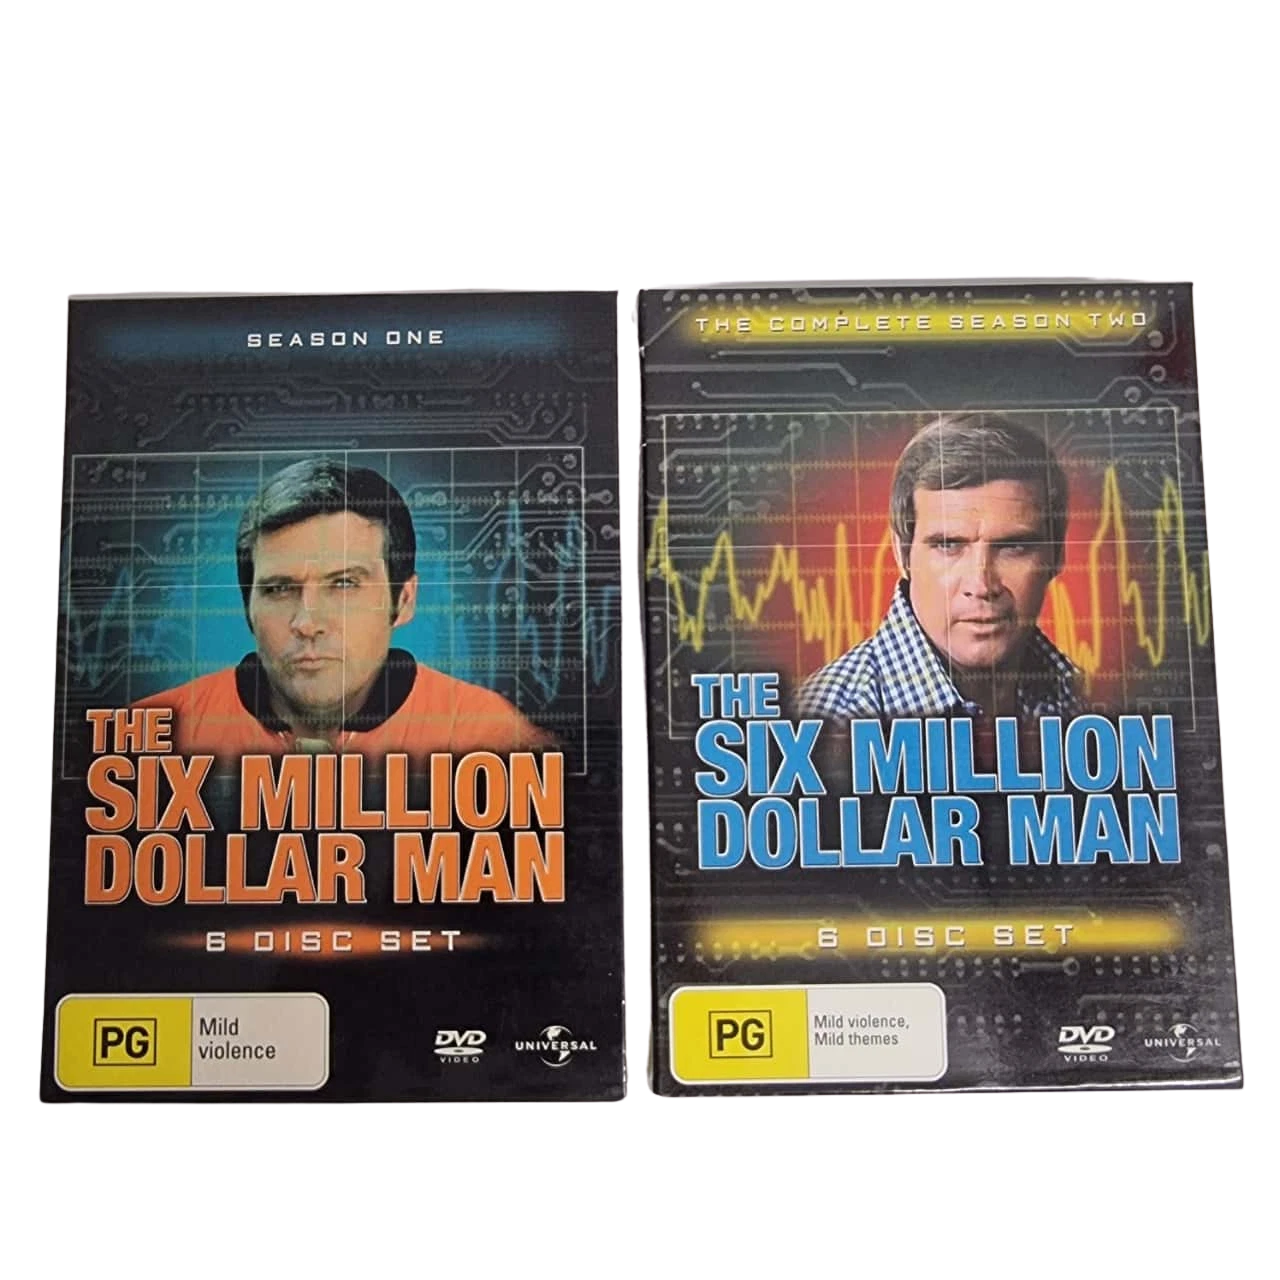 SEASON ONE
THE
SIX MILLION
DOLLAR MAN
6 DISC SET
PG
Mild
violence
DVD
VIDEO
UNIVERSAL
THE COMPLETE SEASON TWO
THE
SIX MILLION
DOLLAR MAN
6 DISC SET
PG
Mild violence,
Mild themes
DVD
VIDEO
UNIVERSAL